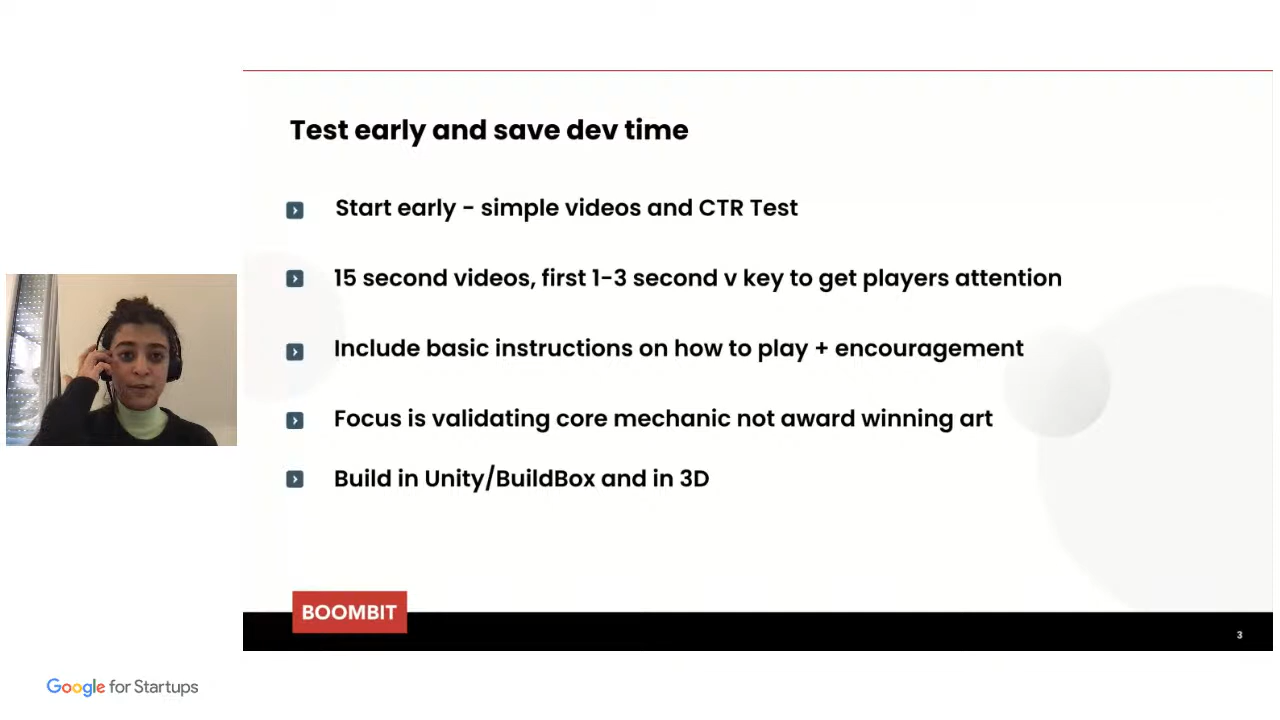 Test early and save dev time
Start early - simple videos and CTR Test
15 second videos, first 1-3 second v key to get players attention
Include basic instructions on how to play + encouragement
Focus is validating core mechanic not award winning art
Build in Unity/BuildBox and in 3D
BOOMBIT
3
Google for Startups